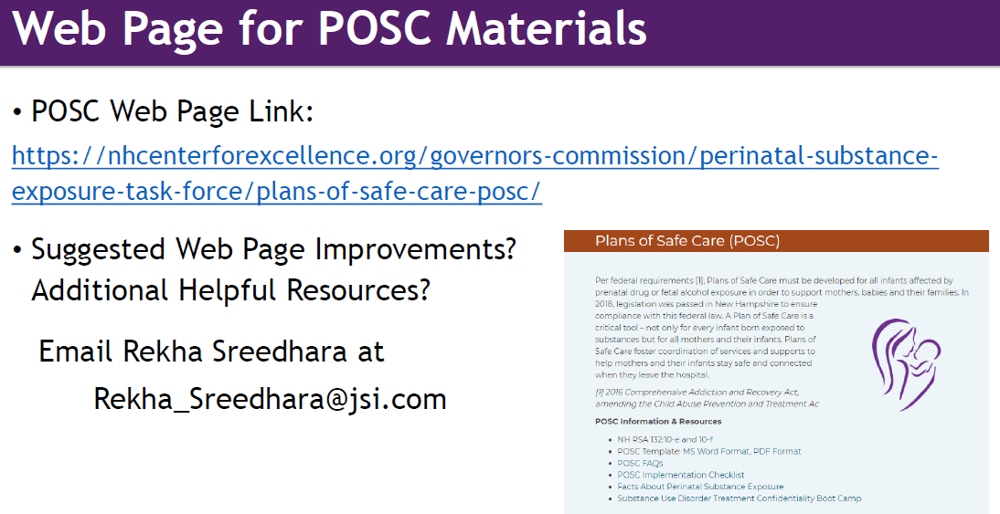 Web Page for POSC Materials
• POSC Web Page Link:
https://nhcenterforexcellence.org/governors-commission/perinatal-substance-
exposure-task-force/plans-of-safe-care-posc/
• Suggested Web Page Improvements?
Additional Helpful Resources?
Email Rekha Sreedhara at
Rekha_Sreedhara@jsi.com
Plans of Safe Care (POSC)
Per federal requirements [1], Plans of Safe Care must be developed for all infants affected by
prenatal drug or fetal alcohol exposure in order to support mothers, babies and their families. In
2018, legislation was passed in New Hampshire to ensure
compliance with this federal law. A Plan of Safe Care is a
critical tool – not only for every infant born exposed to
substances but for all mothers and their infants. Plans of
Safe Care foster coordination of services and supports to
help mothers and their infants stay safe and connected
when they leave the hospital.
[1] 2016 Comprehensive Addiction and Recovery Act,
amending the Child Abuse Prevention and Treatment Ac
POSC Information & Resources
• NH RSA 132:10-e and 10-f
• POSC Template: MS Word Format, PDF Format
• POSC FAQs
• POSC Implementation Checklist
• Facts About Perinatal Substance Exposure
• Substance Use Disorder Treatment Confidentiality Boot Camp